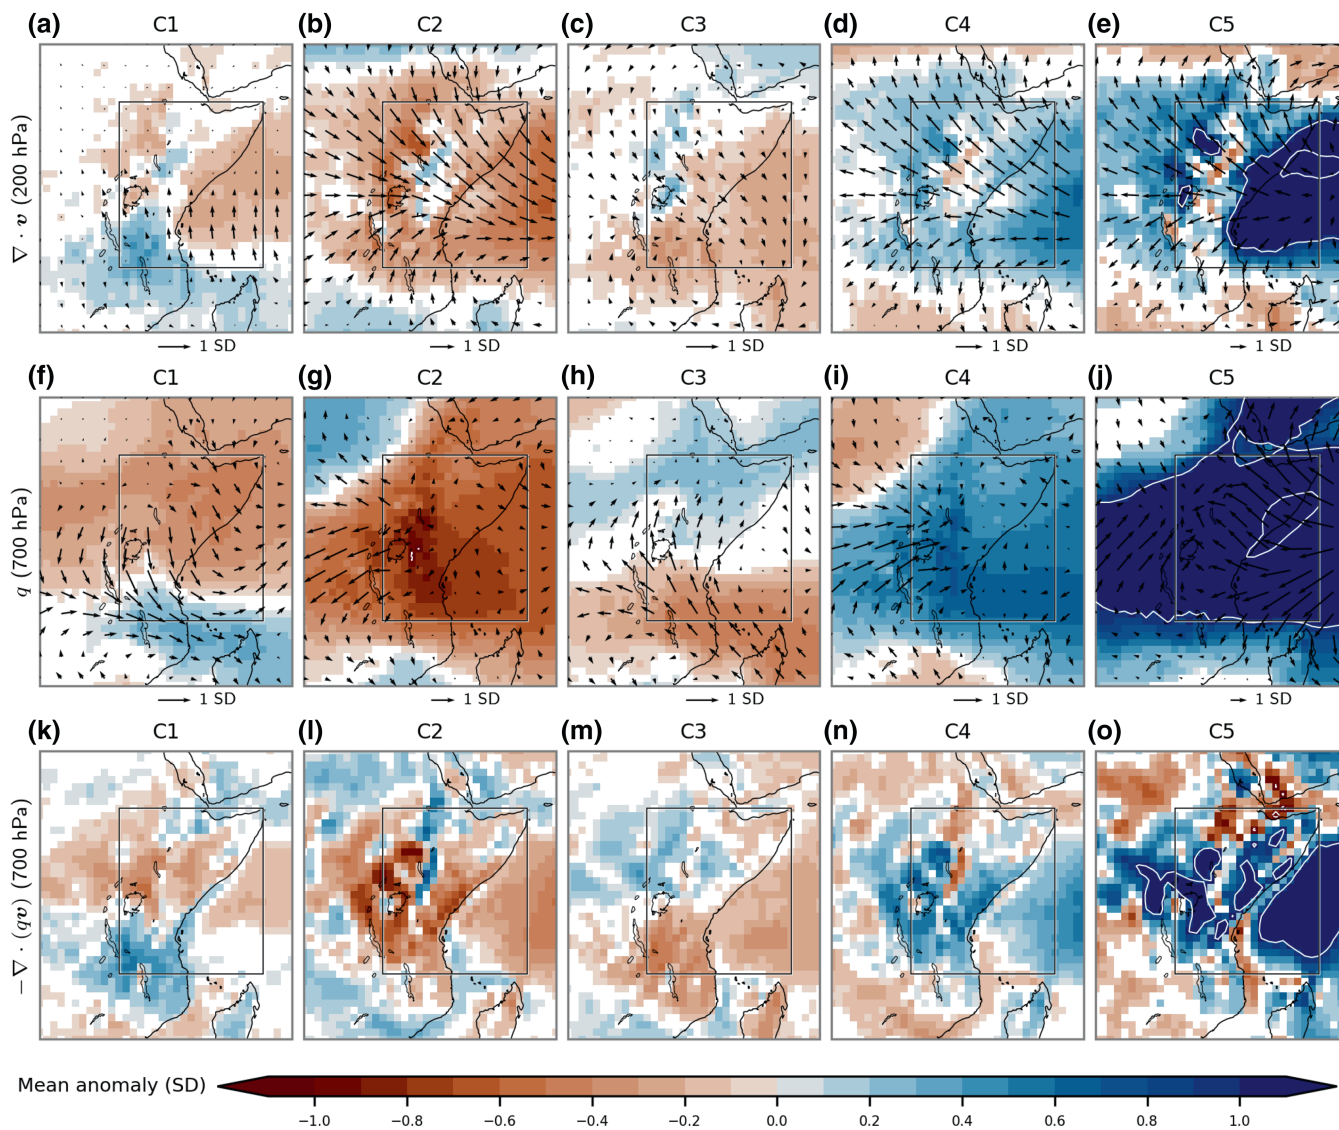 (a) C1 (b) C2 (c) C3 (d) C4 (e) C5
∇ · v (200 hPa)
1 SD 1 SD 1 SD 1 SD 1 SD
(f) C1 (g) C2 (h) C3 (i) C4 (j) C5
q (700 hPa)
1 SD 1 SD 1 SD 1 SD 1 SD
(k) C1 (l) C2 (m) C3 (n) C4 (o) C5
−∇ · (qv) (700 hPa)
Mean anomaly (SD)
−1.0 −0.8 −0.6 −0.4 −0.2 0.0 0.2 0.4 0.6 0.8 1.0